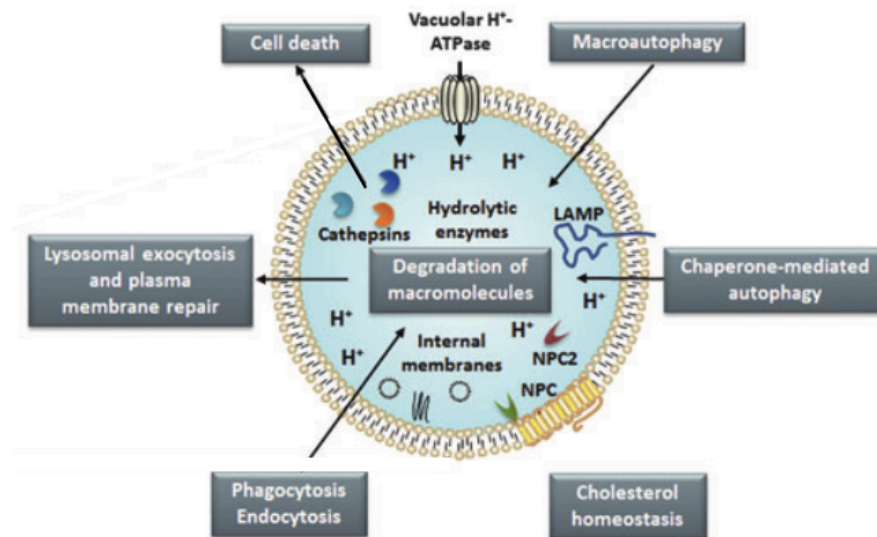 Vacuolar H⁺-
ATPase
Cell death
Macroautophagy
H⁺
H⁺
H⁺
Hydrolytic
enzymes
LAMP
Cathepsins
Lysosomal exocytosis
and plasma
membrane repair
Degradation of
macromolecules
Chaperone-mediated
autophagy
H⁺
H⁺
H⁺
H⁺
Internal
membranes
NPC2
NPC
Phagocytosis
Endocytosis
Cholesterol
homeostasis